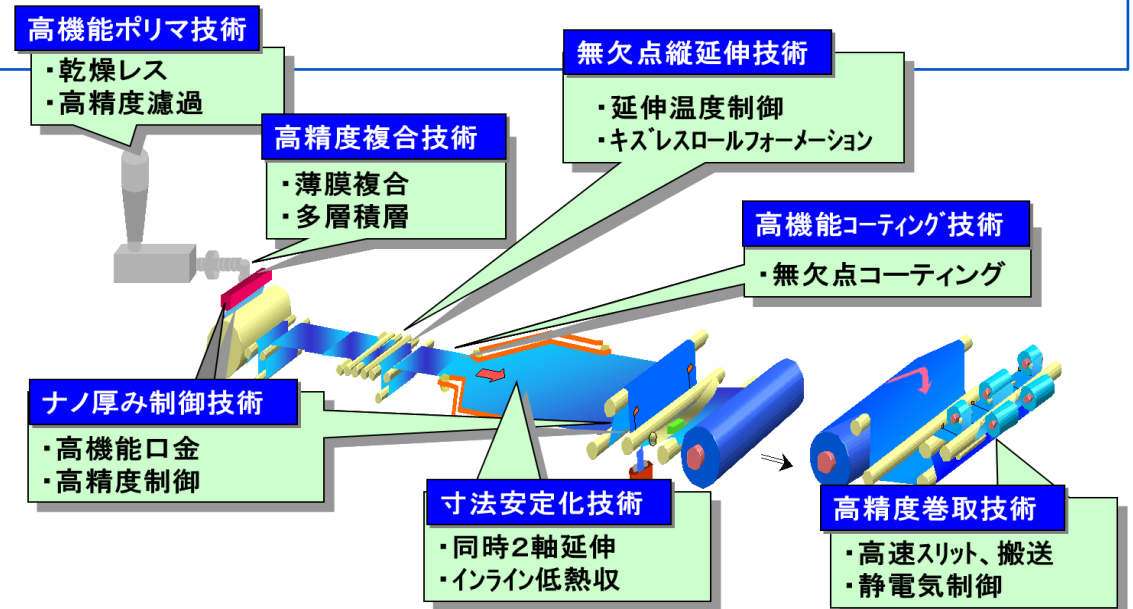 高機能ポリマ技術
・乾燥レス
・高精度濾過
無欠点縦延伸技術
・延伸温度制御
・キズレスロールフォーメーション
高精度複合技術
・薄膜複合
・多層積層
高機能コーティング技術
・無欠点コーティング
ナノ厚み制御技術
・高機能口金
・高精度制御
寸法安定化技術
・同時2軸延伸
・インライン低熱収
高精度巻取技術
・高速スリット、搬送
・静電気制御